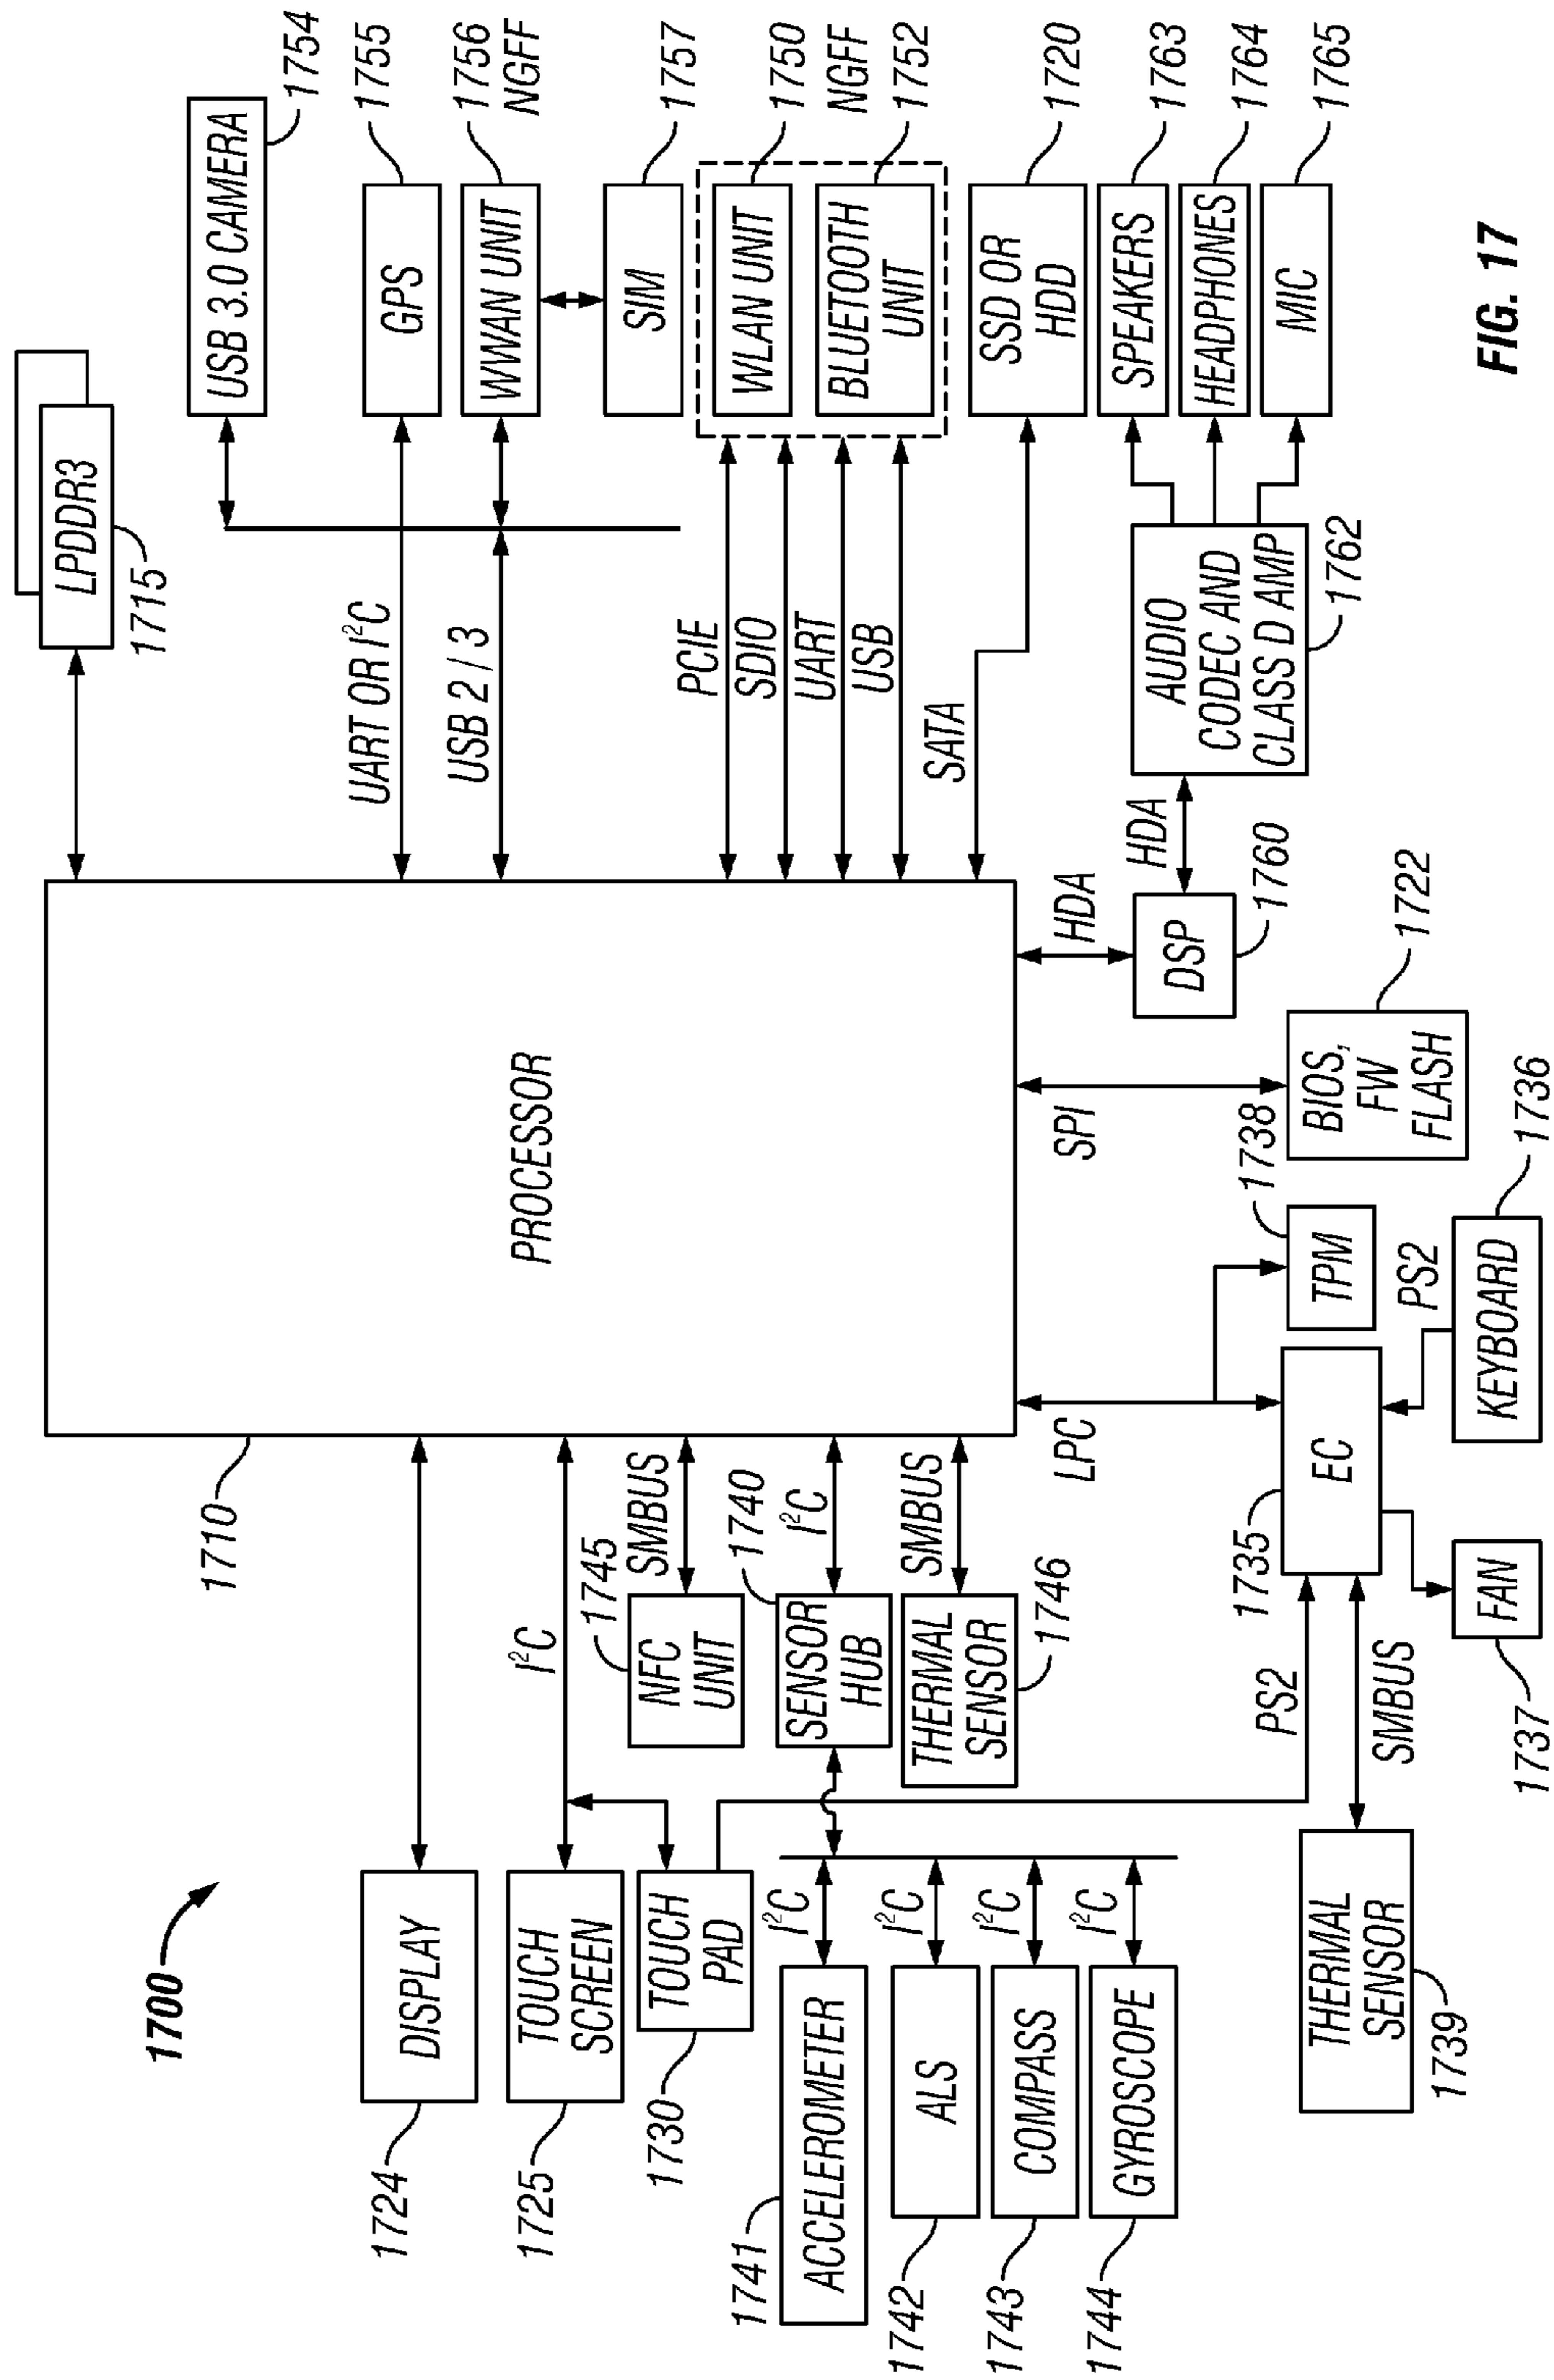 1700
LPDDR3
1715
1710
PROCESSOR
DISPLAY
1724
USB 3.0 CAMERA
1754
UART OR I²C
GPS
1755
USB 2 / 3
WWAN UNIT
1756
NGFF
SIM
1757
TOUCH
SCREEN
1725
I²C
TOUCH
PAD
1730
NFC
UNIT
1745
SMBUS
SENSOR
HUB
1740
I²C
THERMAL
SENSOR
1746
SMBUS
PCIE
SDIO
UART
USB
WLAN UNIT
1750
NGFF
BLUETOOTH
UNIT
1752
SATA
SSD OR
HDD
1720
ACCELEROMETER
1741
I²C
ALS
1742
I²C
COMPASS
1743
I²C
GYROSCOPE
1744
I²C
LPC
SPI
HDA
DSP
1760
HDA
AUDIO
CODEC AND
CLASS D AMP
1762
SPEAKERS
1763
HEADPHONES
1764
MIC
1765
PS2
1735
EC
TPM
1738
BIOS,
FW
FLASH
1722
THERMAL
SENSOR
1739
SMBUS
FAN
1737
PS2
KEYBOARD
1736
FIG. 17